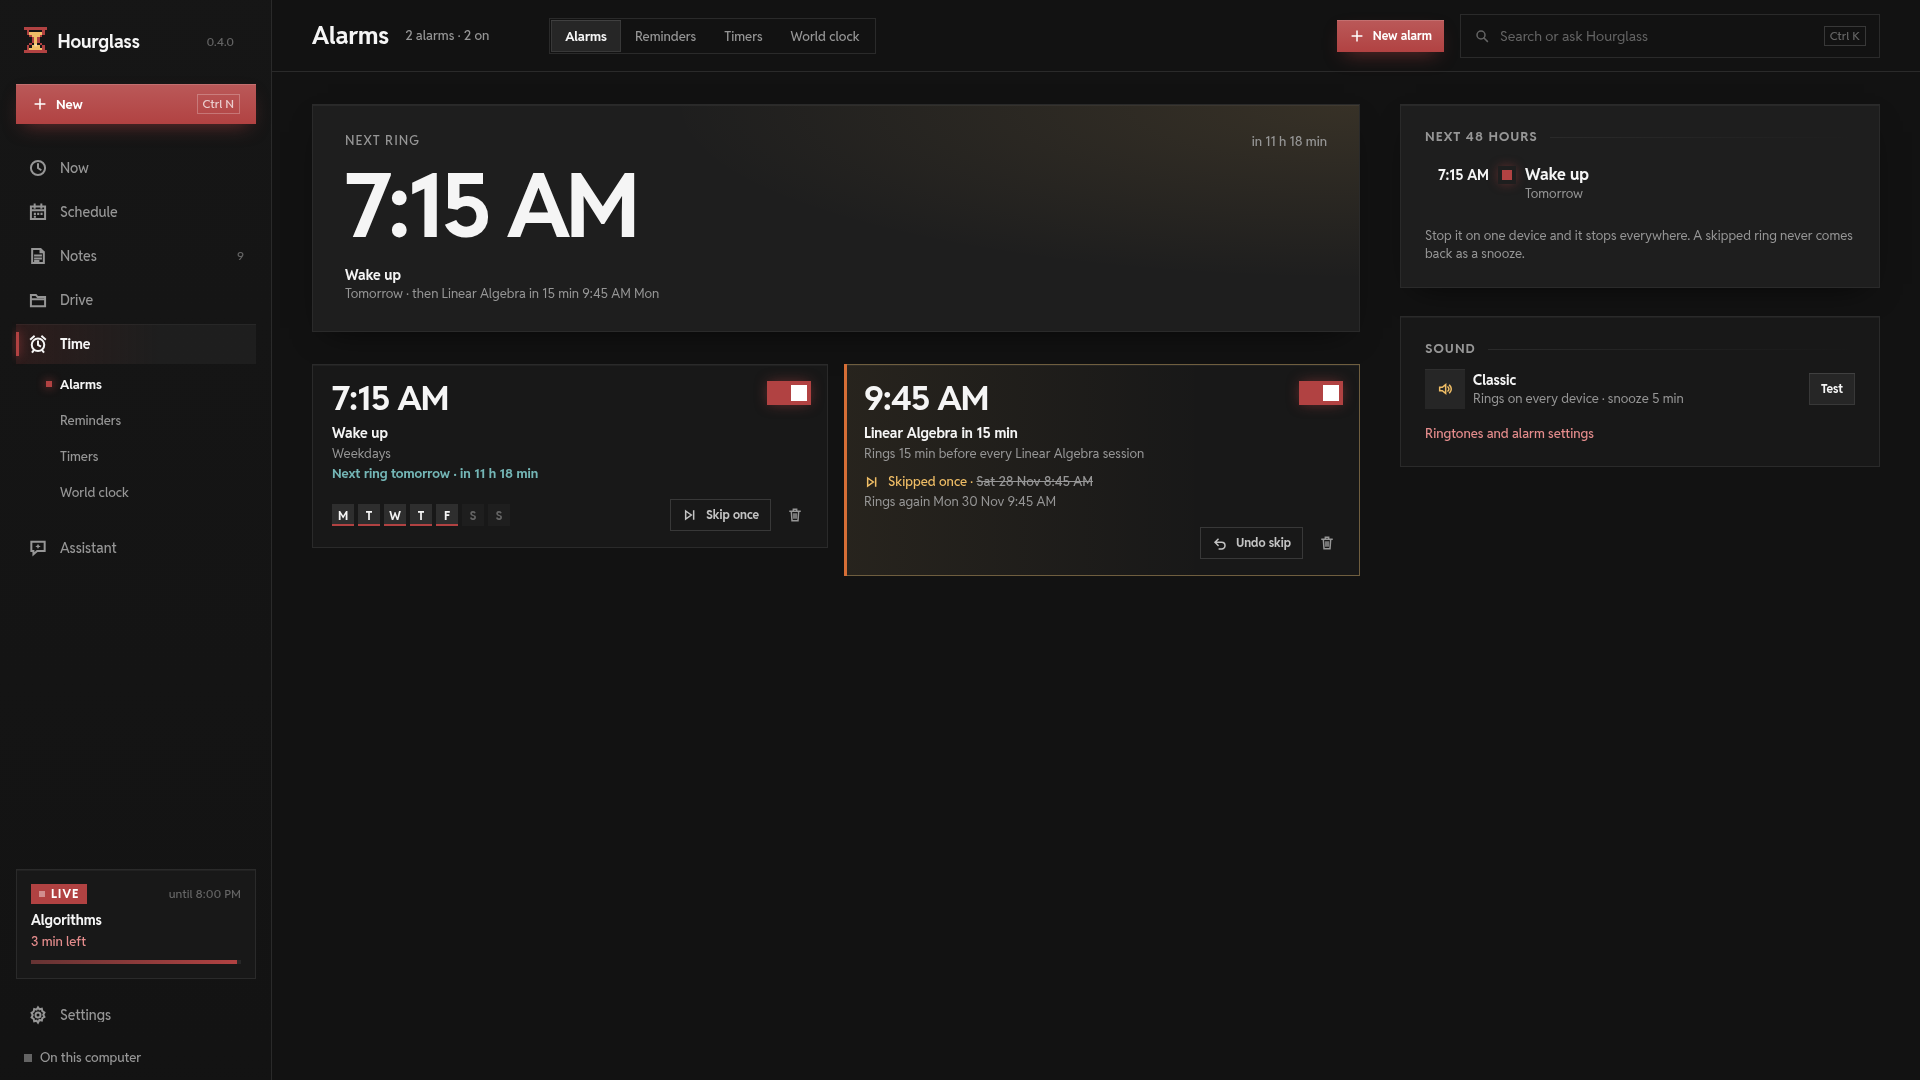 Hourglass
0.4.0
New
Ctrl N
Now
Schedule
Notes
9
Drive
Time
Alarms
Reminders
Timers
World clock
Assistant
LIVE
until 8:00 PM
Algorithms
3 min left
Settings
On this computer
Alarms
2 alarms · 2 on
Alarms
Reminders
Timers
World clock
New alarm
Search or ask Hourglass
Ctrl K
NEXT RING
in 11 h 18 min
7:15 AM
Wake up
Tomorrow · then Linear Algebra in 15 min 9:45 AM Mon
7:15 AM
Wake up
Weekdays
Next ring tomorrow · in 11 h 18 min
M T W T F S S
Skip once
9:45 AM
Linear Algebra in 15 min
Rings 15 min before every Linear Algebra session
Skipped once · Sat 28 Nov 8:45 AM
Rings again Mon 30 Nov 9:45 AM
Undo skip
NEXT 48 HOURS
7:15 AM
Wake up
Tomorrow
Stop it on one device and it stops everywhere. A skipped ring never comes
back as a snooze.
SOUND
Classic
Rings on every device · snooze 5 min
Test
Ringtones and alarm settings